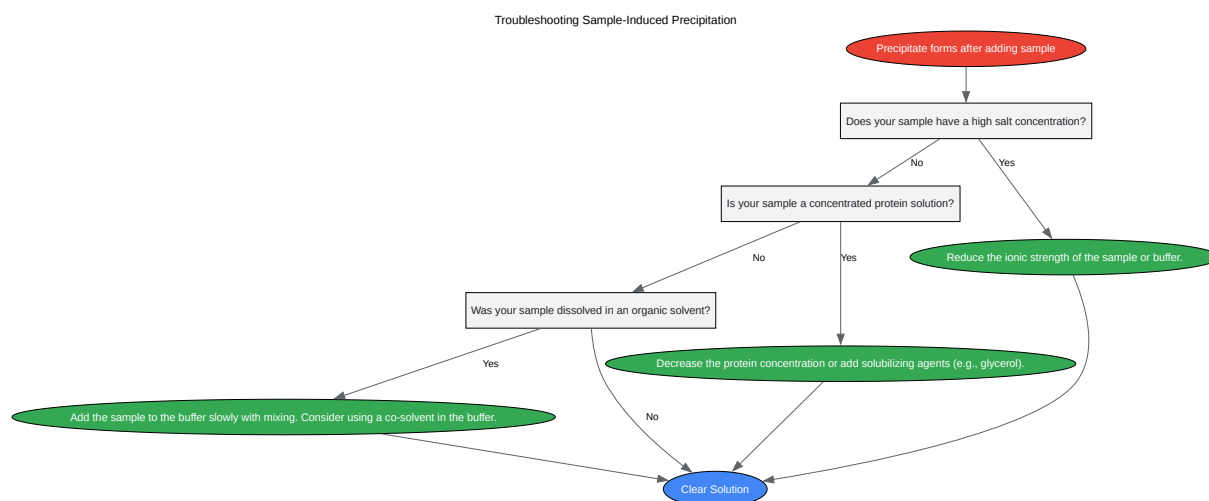 Troubleshooting Sample-Induced Precipitation
Precipitate forms after adding sample
Does your sample have a high salt concentration?
No
Yes
Is your sample a concentrated protein solution?
No
Yes
Reduce the ionic strength of the sample or buffer.
Was your sample dissolved in an organic solvent?
Yes
Decrease the protein concentration or add solubilizing agents (e.g., glycerol).
No
Add the sample to the buffer slowly with mixing. Consider using a co-solvent in the buffer.
Clear Solution